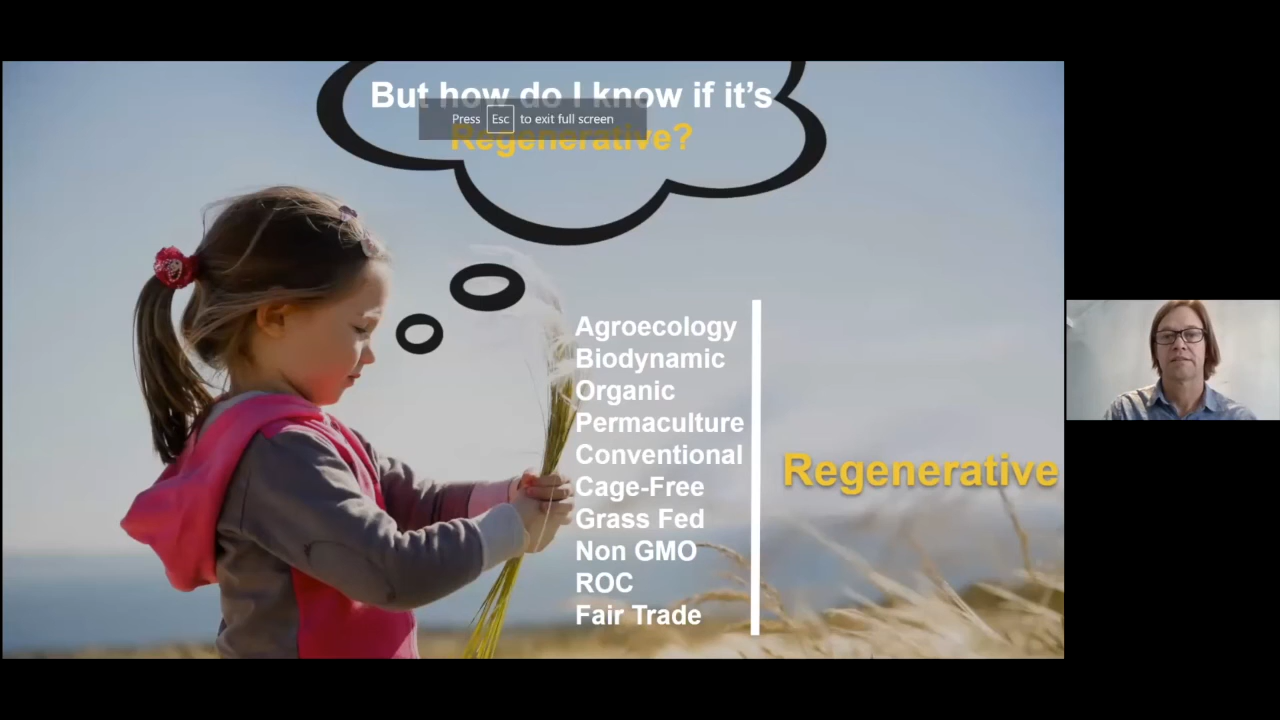 But how do I know if it's
Press Esc to exit full screen
Regenerative?
Agroecology
Biodynamic
Organic
Permaculture
Conventional
Cage-Free
Grass Fed
Non GMO
ROC
Fair Trade
Regenerative